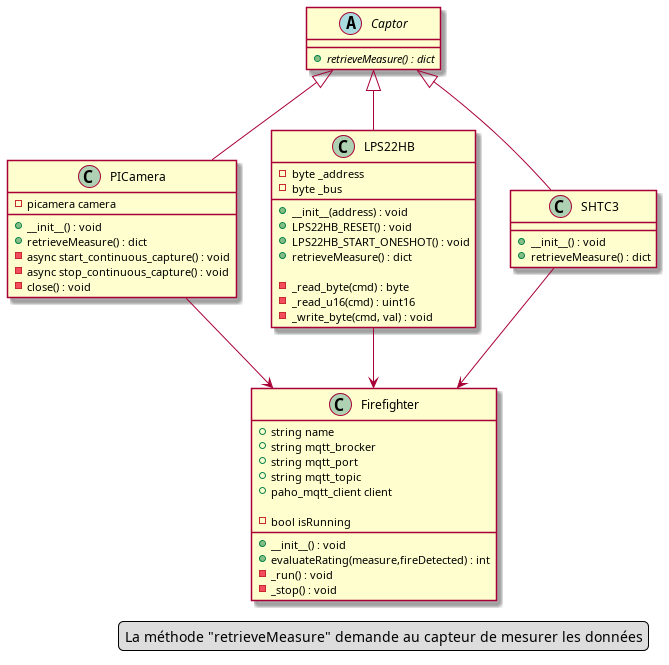 A Captor
retrieveMeasure() : dict
C PICamera
picamera camera
__init__() : void
retrieveMeasure() : dict
async start_continuous_capture() : void
async stop_continuous_capture() : void
close() : void
C LPS22HB
byte _address
byte _bus
__init__(address) : void
LPS22HB_RESET() : void
LPS22HB_START_ONESHOT() : void
retrieveMeasure() : dict
_read_byte(cmd) : byte
_read_u16(cmd) : uint16
_write_byte(cmd, val) : void
C SHTC3
__init__() : void
retrieveMeasure() : dict
C Firefighter
string name
string mqtt_brocker
string mqtt_port
string mqtt_topic
paho_mqtt_client client
bool isRunning
__init__() : void
evaluateRating(measure,fireDetected) : int
_run() : void
_stop() : void
La méthode "retrieveMeasure" demande au capteur de mesurer les données